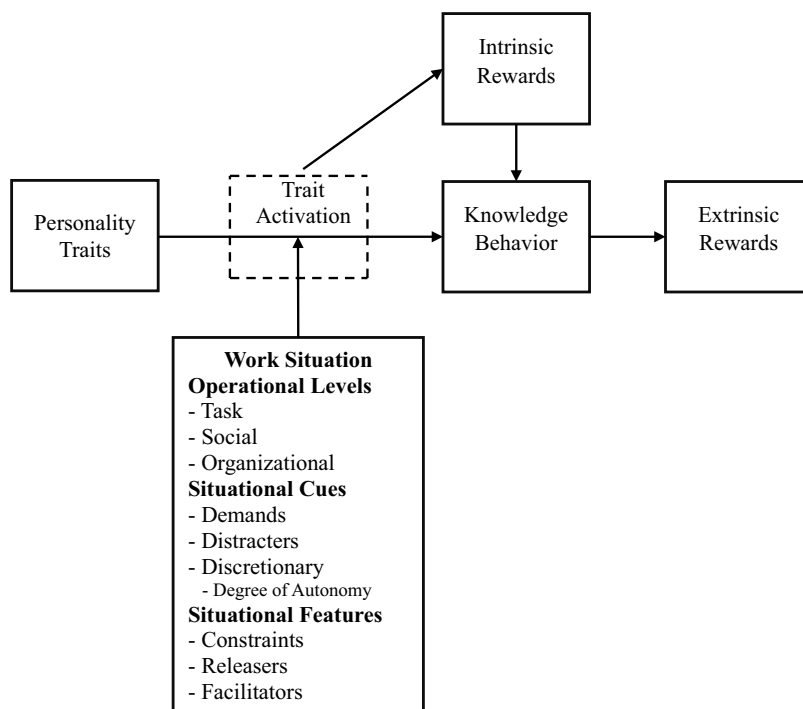 Intrinsic
Rewards
Trait
Activation
Personality
Traits
Knowledge
Behavior
Extrinsic
Rewards
Work Situation
Operational Levels
- Task
- Social
- Organizational
Situational Cues
- Demands
- Distracters
- Discretionary
- Degree of Autonomy
Situational Features
- Constraints
- Releasers
- Facilitators